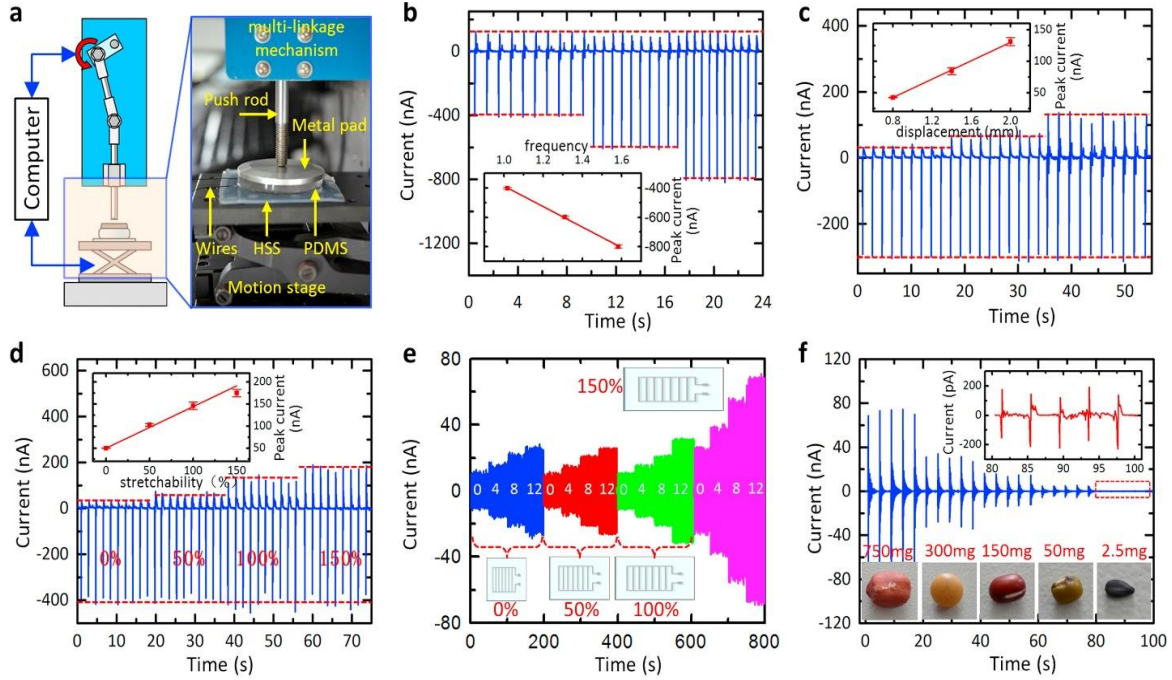 a
Computer
multi-linkage
mechanism
Push rod
Metal pad
Wires
HSS
PDMS
Motion stage
b
Current (nA)
0
-400
-800
-1200
frequency
1.0 1.2 1.4 1.6
-400
-600
-800
Peak current
(nA)
0 4 8 12 16 20 24
Time (s)
c
Current (nA)
450
300
150
0
-150
-300
150
100
50
Peak current
(nA)
0.8 1.2 1.6 2.0
displacement (mm)
0 10 20 30 40 50
Time (s)
d
Current (nA)
600
400
200
0
-200
-400
200
150
100
50
Peak current
(nA)
0 50 100 150
stretchability (%)
0% 50% 100% 150%
0 10 20 30 40 50 60 70
Time (s)
e
Current (nA)
80
40
0
-40
-80
150%
0 4 8 12 0 4 8 12 0 4 8 12 0 4 8 12
0% 50% 100%
0 200 400 600 800
Time (s)
f
Current (nA)
120
80
40
0
-40
-80
-120
Current (pA)
200
0
-200
80 85 90 95 100
750mg 300mg 150mg 50mg 2.5mg
0 20 40 60 80 100
Time (s)